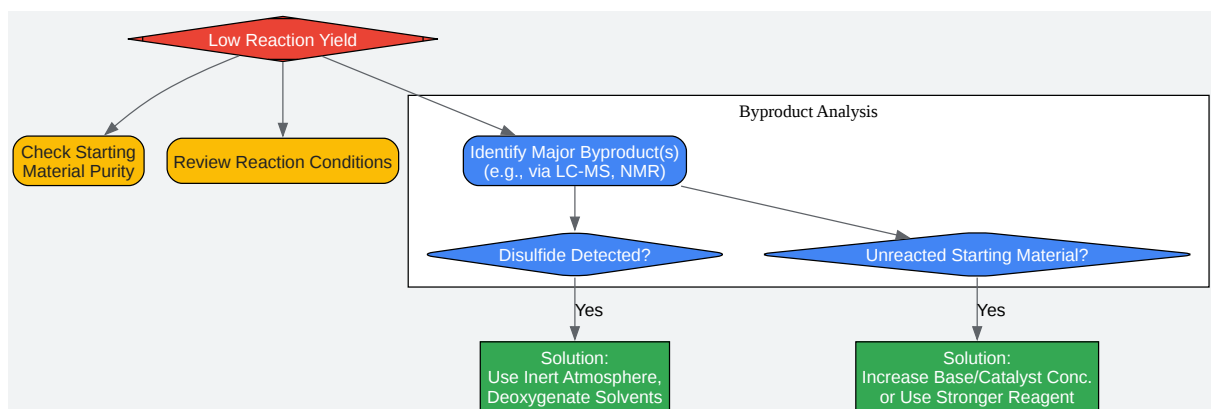 Low Reaction Yield
Byproduct Analysis
Check Starting
Material Purity
Review Reaction Conditions
Identify Major Byproduct(s)
(e.g., via LC-MS, NMR)
Disulfide Detected?
Unreacted Starting Material?
Yes
Yes
Solution:
Use Inert Atmosphere,
Deoxygenate Solvents
Solution:
Increase Base/Catalyst Conc.
or Use Stronger Reagent